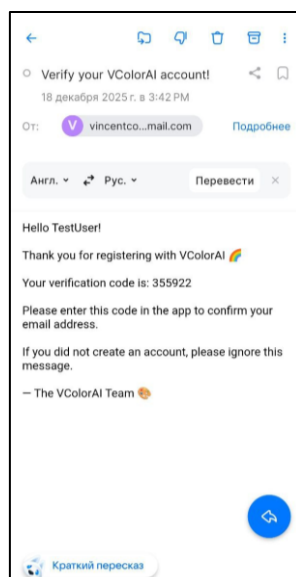 Verify your VColorAI account!
18 декабря 2025 г. в 3:42 PM
От: V vincentco...mail.com Подробнее
Англ. Рус. Перевести
Hello TestUser!
Thank you for registering with VColorAI 🌈
Your verification code is: 355922
Please enter this code in the app to confirm your
email address.
If you did not create an account, please ignore this
message.
— The VColorAI Team 🎨
Краткий пересказ